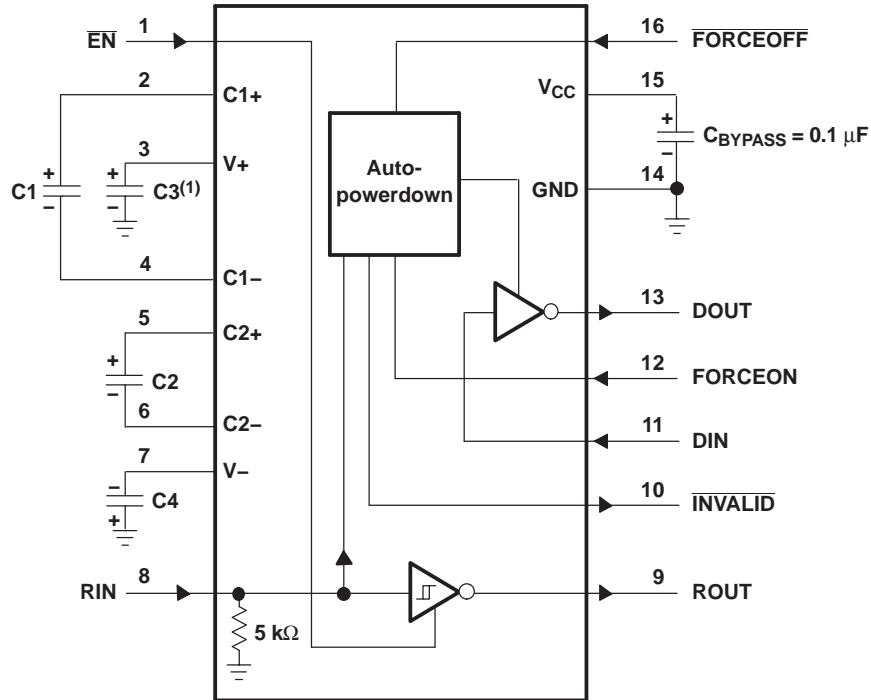 EN 1 16 FORCEOFF
2 C1+ VCC 15
CBYPASS = 0.1 μF
3 V+
C1 + − + − C3(1) Auto-powerdown + − 14 GND
4 C1−
13 DOUT
5 C2+
+ − C2 12 FORCEON
6 C2−
11 DIN
7 V−
− + C4 10 INVALID
RIN 8 9 ROUT
5 kΩ